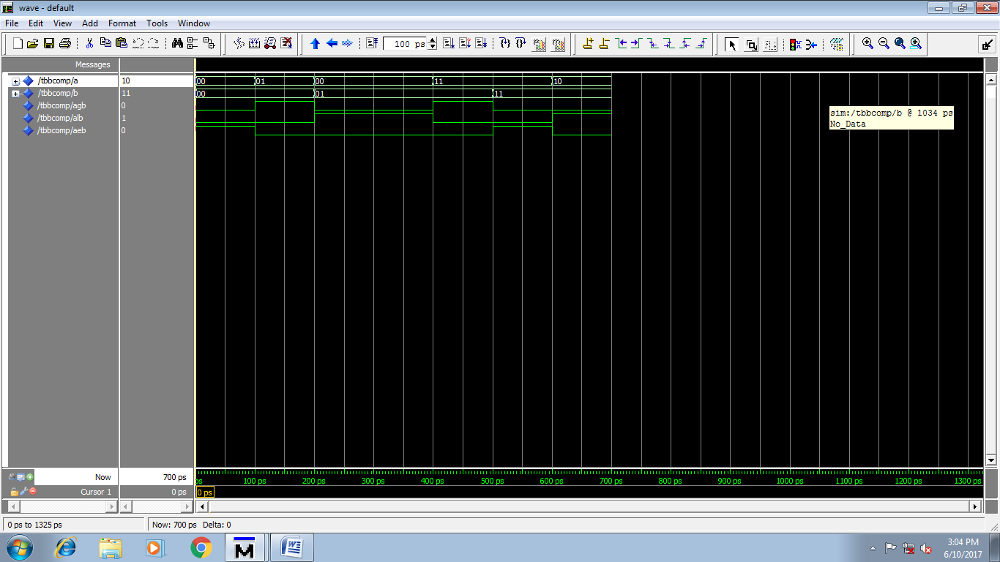 wave - default
File Edit View Add Format Tools Window
100 ps
Messages
/tbbcomp/a 10 00 01 00 11 10
/tbbcomp/b 11 00 01 11
/tbbcomp/agb 0
/tbbcomp/alb 1
/tbbcomp/aeb 0
sim:/tbbcomp/b @ 1034 ps
No_Data
Now 700 ps ps 100 ps 200 ps 300 ps 400 ps 500 ps 600 ps 700 ps 800 ps 900 ps 1000 ps 1100 ps 1200 ps 1300 ps
Cursor 1 0 ps 0 ps
0 ps to 1325 ps Now: 700 ps Delta: 0
3:04 PM
6/10/2017